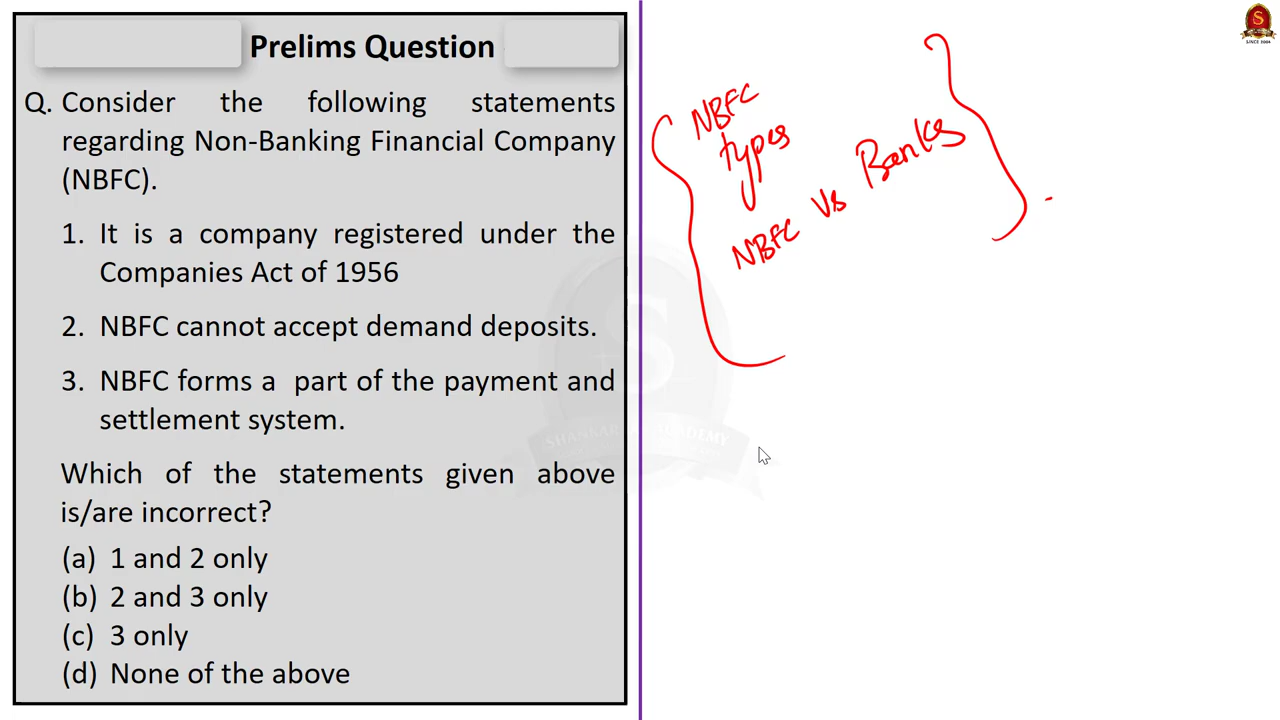 Prelims Question
Q. Consider the following statements
regarding Non-Banking Financial Company
(NBFC).
1. It is a company registered under the
Companies Act of 1956
2. NBFC cannot accept demand deposits.
3. NBFC forms a part of the payment and
settlement system.
Which of the statements given above
is/are incorrect?
(a) 1 and 2 only
(b) 2 and 3 only
(c) 3 only
(d) None of the above
NBFC
types
NBFC Vs Banks
S
SINCE 2004
S